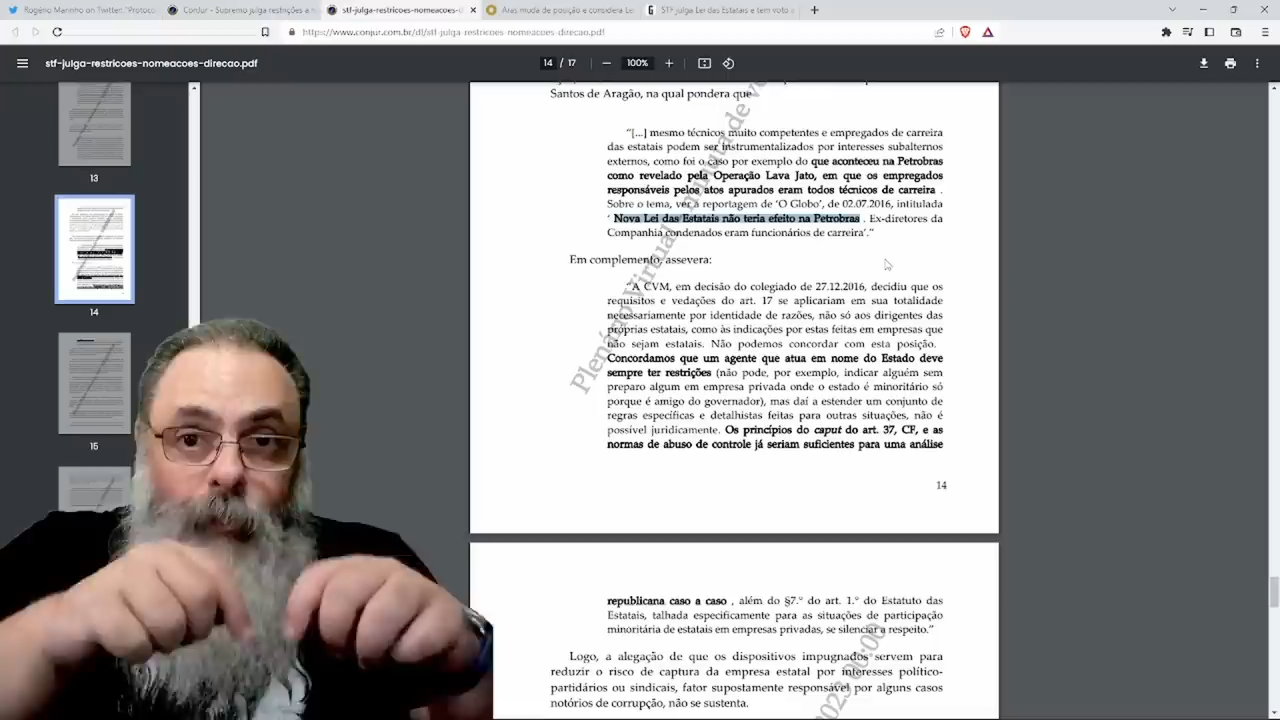 Rogério Marinho on Twitter: "Protoco
ConJur - Supremo julga restrições a n
stf-julga-restricoes-nomeacoes-d
Aras muda de posição e considera Le
STF julga Lei das Estatais e tem voto a
https://www.conjur.com.br/dl/stf-julga-restricoes-nomeacoes-direcao.pdf
stf-julga-restricoes-nomeacoes-direcao.pdf
14 / 17
100%
13
14
15
Santos de Aragão, na qual pondera que
"[...] mesmo técnicos muito competentes e empregados de carreira
das estatais podem ser instrumentalizados por interesses subalternos
externos, como foi o caso por exemplo do que aconteceu na Petrobras
como revelado pela Operação Lava Jato, em que os empregados
responsáveis pelos atos apurados eram todos técnicos de carreira .
Sobre o tema, ver a reportagem de 'O Globo', de 02.07.2016, intitulada
' Nova Lei das Estatais não teria efeito na Petrobras . Ex-diretores da
Companhia condenados eram funcionários de carreira'."
Em complemento, assevera:
"A CVM, em decisão do colegiado de 27.12.2016, decidiu que os
requisitos e vedações do art. 17 se aplicariam em sua totalidade
necessariamente por identidade de razões, não só aos dirigentes das
próprias estatais, como às indicações por estas feitas em empresas que
não sejam estatais. Não podemos concordar com esta posição.
Concordamos que um agente que atua em nome do Estado deve
sempre ter restrições (não pode, por exemplo, indicar alguém sem
preparo algum em empresa privada onde o estado é minoritário só
porque é amigo do governador), mas daí a estender um conjunto de
regras específicas e detalhistas feitas para outras situações, não é
possível juridicamente. Os princípios do caput do art. 37, CF, e as
normas de abuso de controle já seriam suficientes para uma análise
14
republicana caso a caso , além do §7.º do art. 1.º do Estatuto das
Estatais, talhada especificamente para as situações de participação
minoritária de estatais em empresas privadas, se silenciar a respeito."
Logo, a alegação de que os dispositivos impugnados servem para
reduzir o risco de captura da empresa estatal por interesses político-
partidários ou sindicais, fator supostamente responsável por alguns casos
notórios de corrupção, não se sustenta.
Plenário Virtual - minuta de vo
2023 00:00